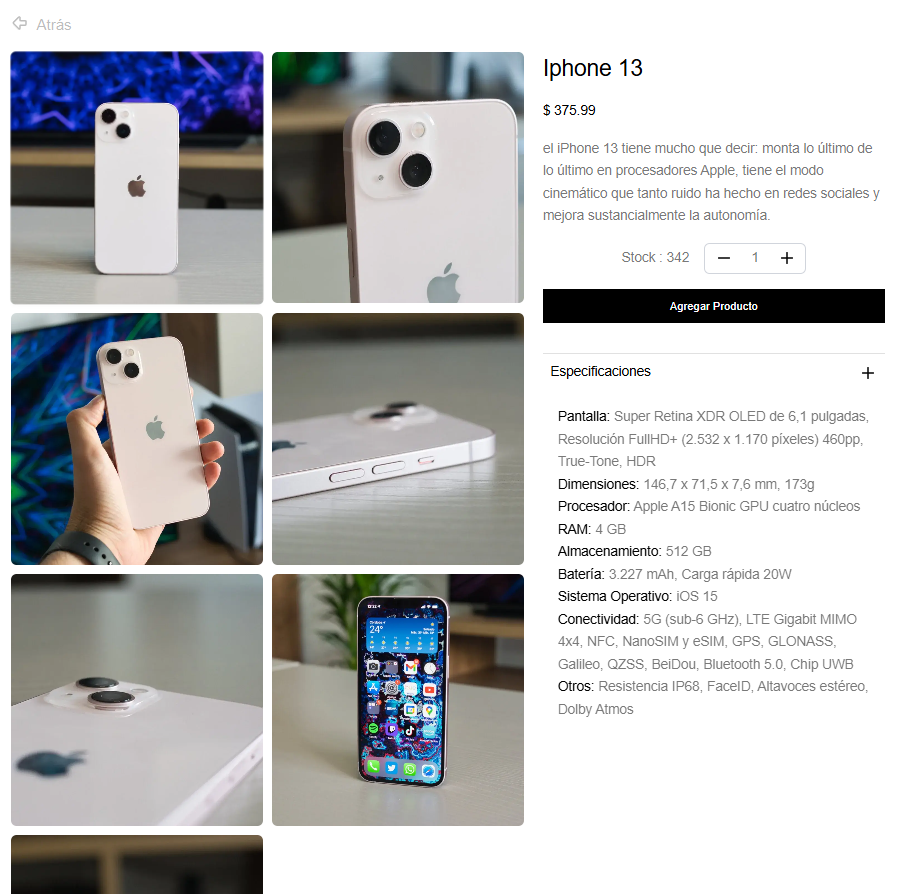 Atrás
Iphone 13
$ 375.99
el iPhone 13 tiene mucho que decir: monta lo último de
lo último en procesadores Apple, tiene el modo
cinemático que tanto ruido ha hecho en redes sociales y
mejora sustancialmente la autonomía.
Stock : 342
1
Agregar Producto
Especificaciones
Pantalla: Super Retina XDR OLED de 6,1 pulgadas,
Resolución FullHD+ (2.532 x 1.170 píxeles) 460pp,
True-Tone, HDR
Dimensiones: 146,7 x 71,5 x 7,6 mm, 173g
Procesador: Apple A15 Bionic GPU cuatro núcleos
RAM: 4 GB
Almacenamiento: 512 GB
Batería: 3.227 mAh, Carga rápida 20W
Sistema Operativo: iOS 15
Conectividad: 5G (sub-6 GHz), LTE Gigabit MIMO
4x4, NFC, NanoSIM y eSIM, GPS, GLONASS,
Galileo, QZSS, BeiDou, Bluetooth 5.0, Chip UWB
Otros: Resistencia IP68, FaceID, Altavoces estéreo,
Dolby Atmos
24°